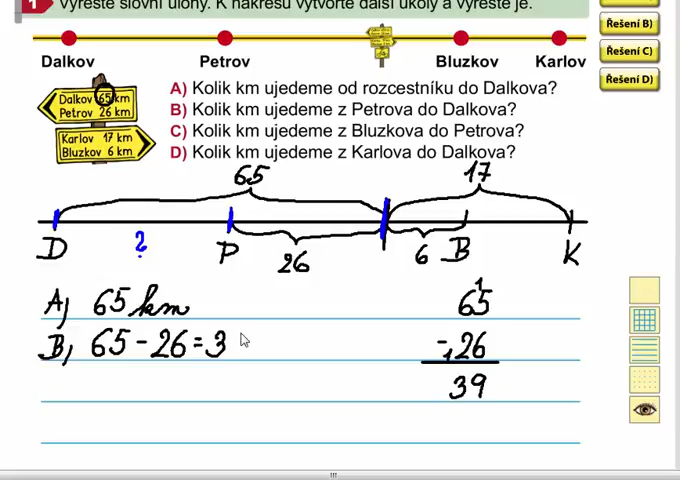 1 Vyřešte slovní úlohy. K nákresu vytvořte další úkoly a vyřešte je.
Řešení B)
Řešení C)
Řešení D)
Dalkov Petrov Bluzkov Karlov
Dalkov 65 km
Petrov 26 km
Karlov 17 km
Bluzkov 6 km
A) Kolik km ujedeme od rozcestníku do Dalkova?
B) Kolik km ujedeme z Petrova do Dalkova?
C) Kolik km ujedeme z Bluzkova do Petrova?
D) Kolik km ujedeme z Karlova do Dalkova?
65 17
D ? P 26 6 B K
A) 65 km
B) 65 - 26 = 3
1
65
-126
39